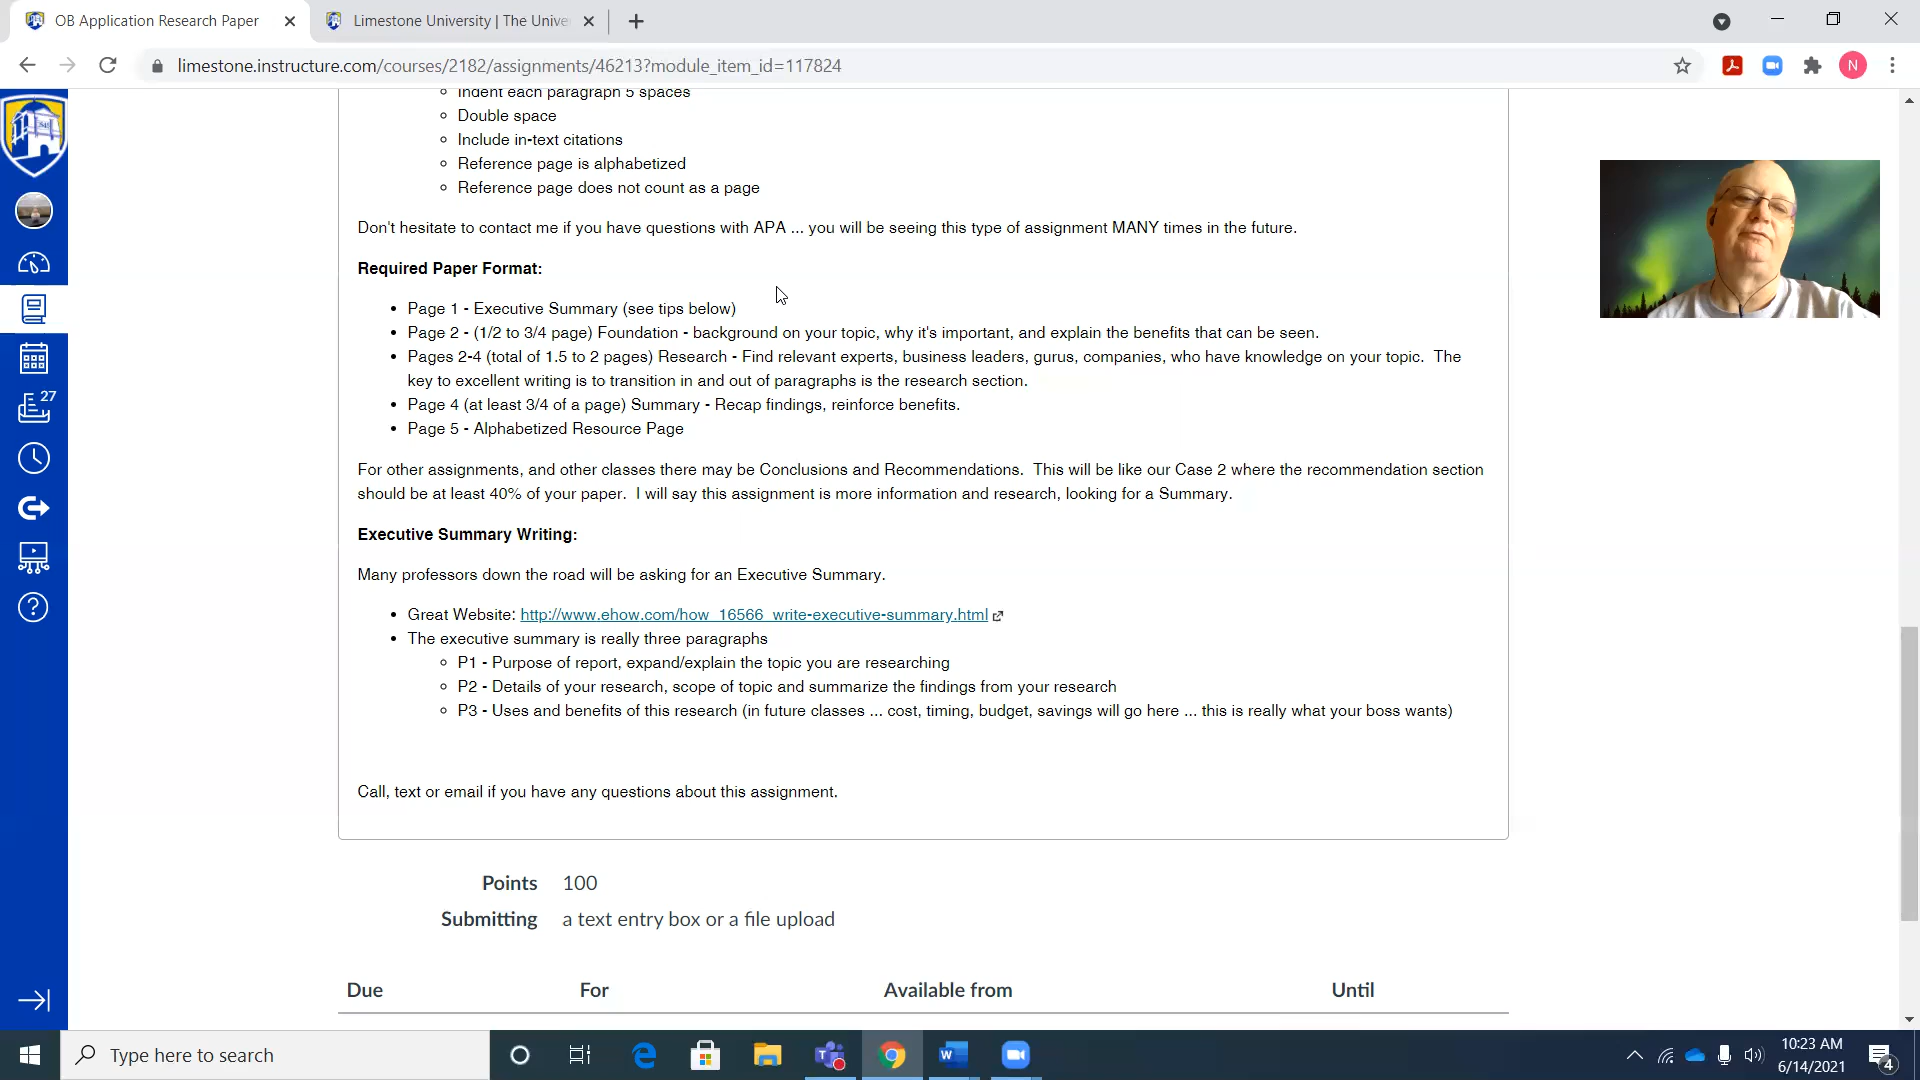 OB Application Research Paper
Limestone University | The Unive
limestone.instructure.com/courses/2182/assignments/46213?module_item_id=117824
N
Indent each paragraph 5 spaces
Double space
Include in-text citations
Reference page is alphabetized
Reference page does not count as a page
Don't hesitate to contact me if you have questions with APA ... you will be seeing this type of assignment MANY times in the future.
Required Paper Format:
Page 1 - Executive Summary (see tips below)
Page 2 - (1/2 to 3/4 page) Foundation - background on your topic, why it's important, and explain the benefits that can be seen.
Pages 2-4 (total of 1.5 to 2 pages) Research - Find relevant experts, business leaders, gurus, companies, who have knowledge on your topic.  The
key to excellent writing is to transition in and out of paragraphs is the research section.
Page 4 (at least 3/4 of a page) Summary - Recap findings, reinforce benefits.
Page 5 - Alphabetized Resource Page
27
For other assignments, and other classes there may be Conclusions and Recommendations.  This will be like our Case 2 where the recommendation section
should be at least 40% of your paper.  I will say this assignment is more information and research, looking for a Summary.
Executive Summary Writing:
Many professors down the road will be asking for an Executive Summary.
Great Website: http://www.ehow.com/how_16566_write-executive-summary.html
The executive summary is really three paragraphs
P1 - Purpose of report, expand/explain the topic you are researching
P2 - Details of your research, scope of topic and summarize the findings from your research
P3 - Uses and benefits of this research (in future classes ... cost, timing, budget, savings will go here ... this is really what your boss wants)
Call, text or email if you have any questions about this assignment.
Points 100
Submitting a text entry box or a file upload
Due For Available from Until
Type here to search
10:23 AM
6/14/2021
4